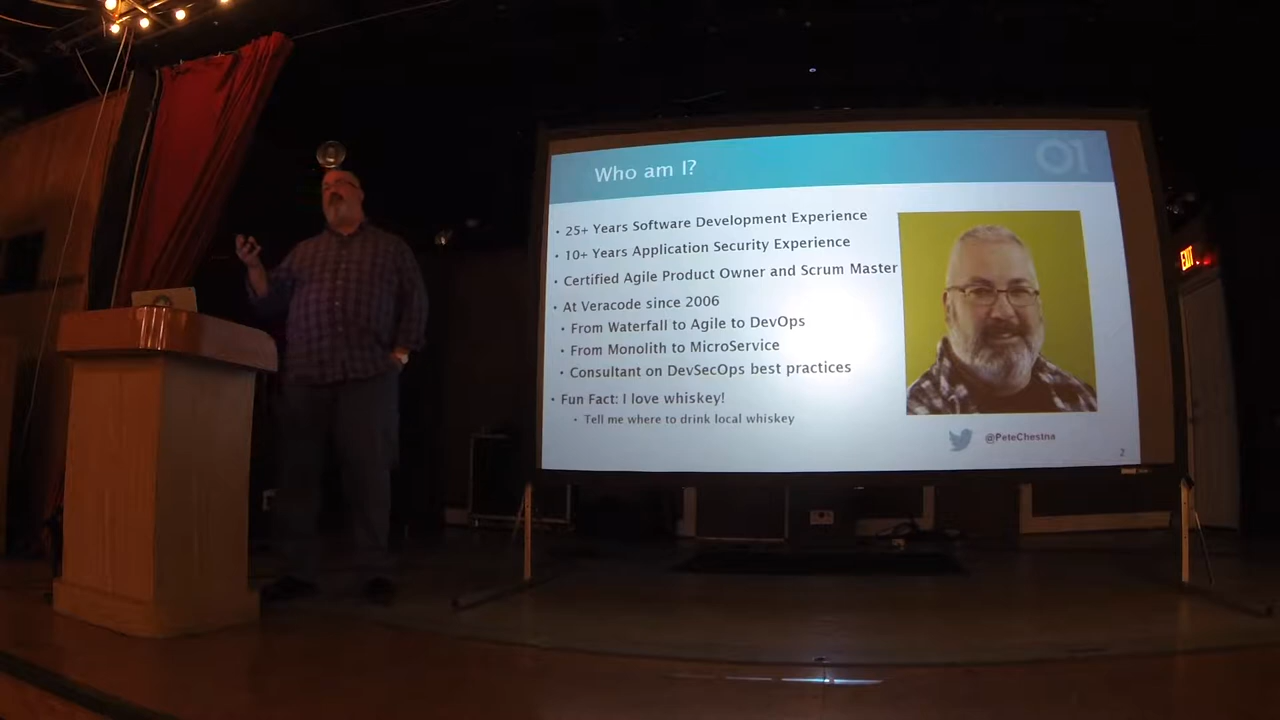 Who am I?
01
• 25+ Years Software Development Experience
• 10+ Years Application Security Experience
• Certified Agile Product Owner and Scrum Master
• At Veracode since 2006
• From Waterfall to Agile to DevOps
• From Monolith to MicroService
• Consultant on DevSecOps best practices
• Fun Fact: I love whiskey!
• Tell me where to drink local whiskey
@PeteChestna
2
EXIT